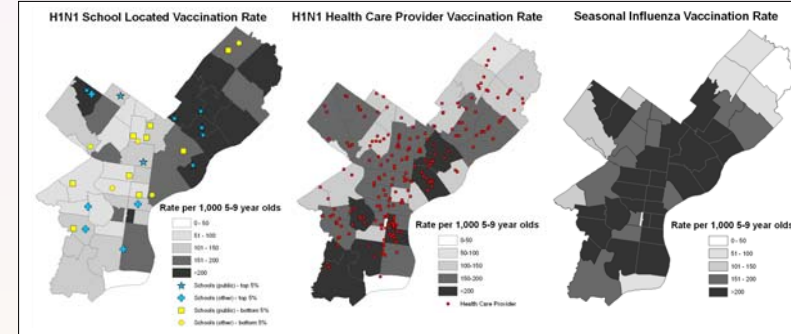 H1N1 School Located Vaccination Rate
Rate per 1,000 5-9 year olds
0 - 50
51 - 100
101 - 150
151 - 200
<200
Schools (public) - top 5%
Schools (other) - top 5%
Schools (public) - bottom 5%
Schools (other) - bottom 5%
H1N1 Health Care Provider Vaccination Rate
Rate per 1,000 5-9 year olds
0-50
50-100
100-150
150-200
<200
Health Care Provider
Seasonal Influenza Vaccination Rate
Rate per 1,000 5-9 year olds
0 - 50
51 - 100
101 - 150
151 - 200
<200